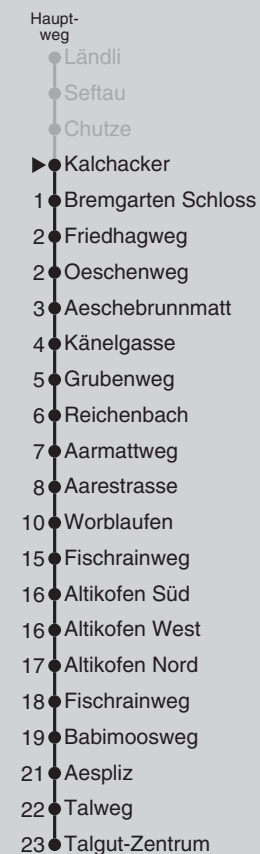 Haupt-
weg
Ländli
Seftau
Chutze
Kalchacker
1 Bremgarten Schloss
2 Friedhagweg
2 Oeschenweg
3 Aeschebrunnmatt
4 Känelgasse
5 Grubenweg
6 Reichenbach
7 Aarmattweg
8 Aarestrasse
10 Worblaufen
15 Fischrainweg
16 Altikofen Süd
16 Altikofen West
17 Altikofen Nord
18 Fischrainweg
19 Babimoosweg
21 Aespliz
22 Talweg
23 Talgut-Zentrum